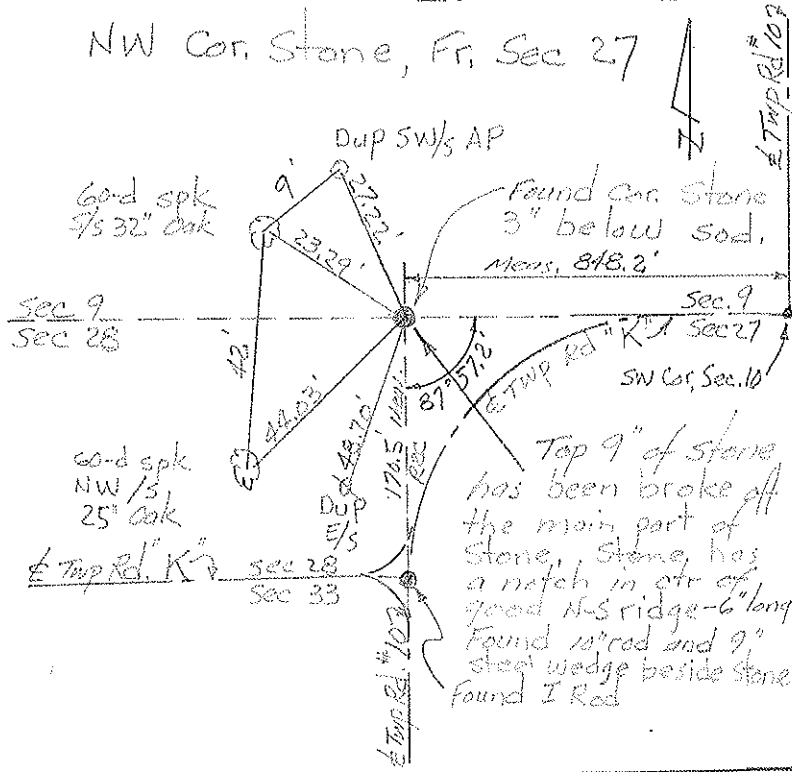 NW Cor. Stone, Fr. Sec 27
℄ Twp Rd #107
Dup SW/s AP
9'
27.22'
60-d spk
S/s 32" Oak
23.29'
Found Cor. Stone
3" below sod.
Meas. 848.2'
Sec 9
Sec 28
Sec. 9
Sec 27
SW Cor, Sec. 10
℄ Twp Rd "K"
87° 57.2'
42'
44.03'
48.70'
Meas.
Rec
60-d spk
NW/s
25" Oak
Dup
E/s
℄ Twp Rd. "K"
Sec 28
Sec 33
℄ Twp Rd. #107
Top 9" of Stone
has been broke off
the main part of
Stone, Stone has
a notch in ctr of
good N-S ridge-6" long
Found 10" rod and 9"
steel wedge beside Stone
Found I Rod